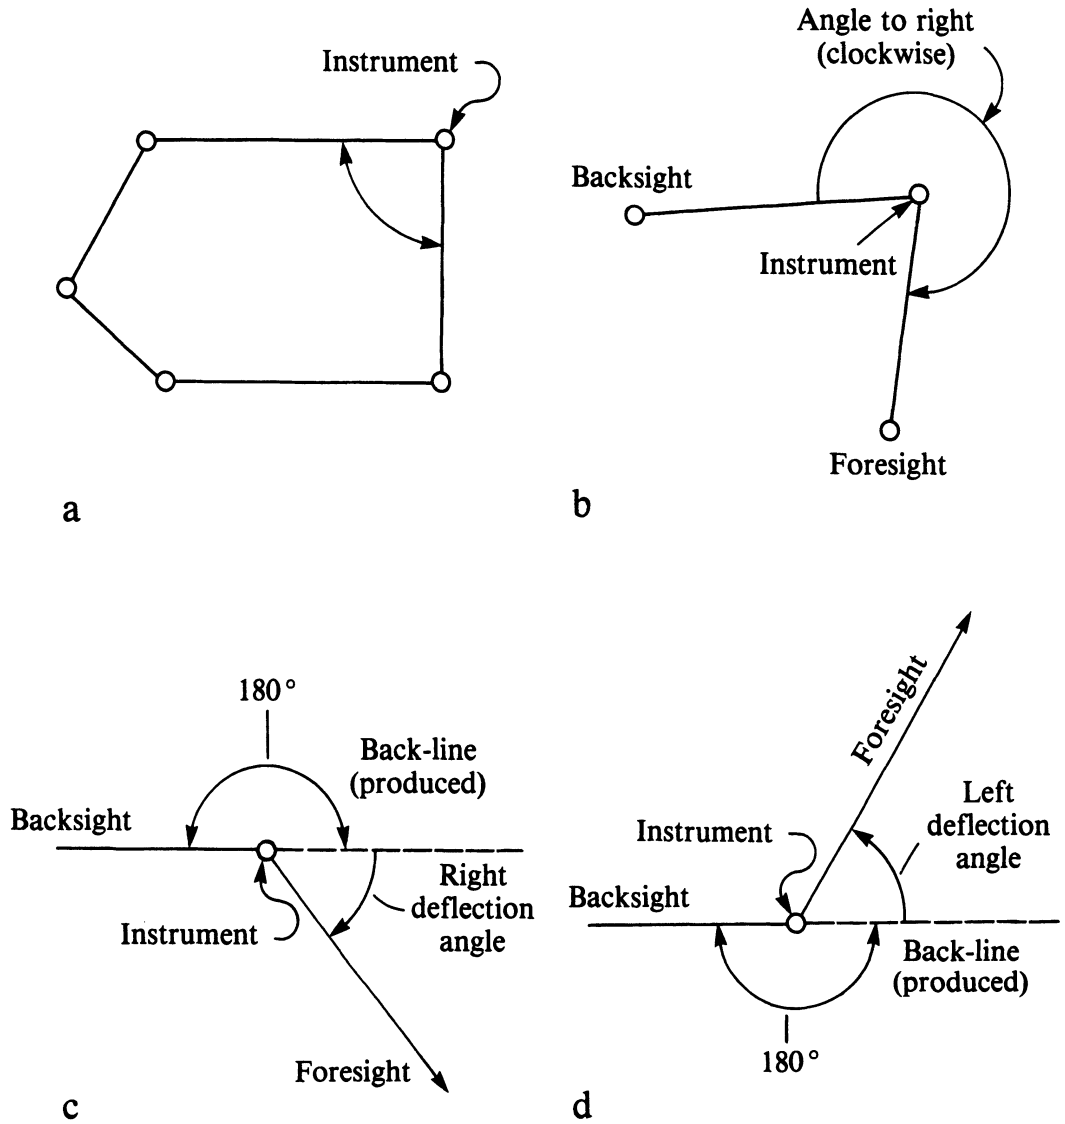 Instrument
a
Angle to right
(clockwise)
Backsight
Instrument
Foresight
b
180°
Back-line
(produced)
Backsight
Right
deflection
angle
Instrument
Foresight
c
Foresight
Left
deflection
angle
Instrument
Backsight
Back-line
(produced)
180°
d